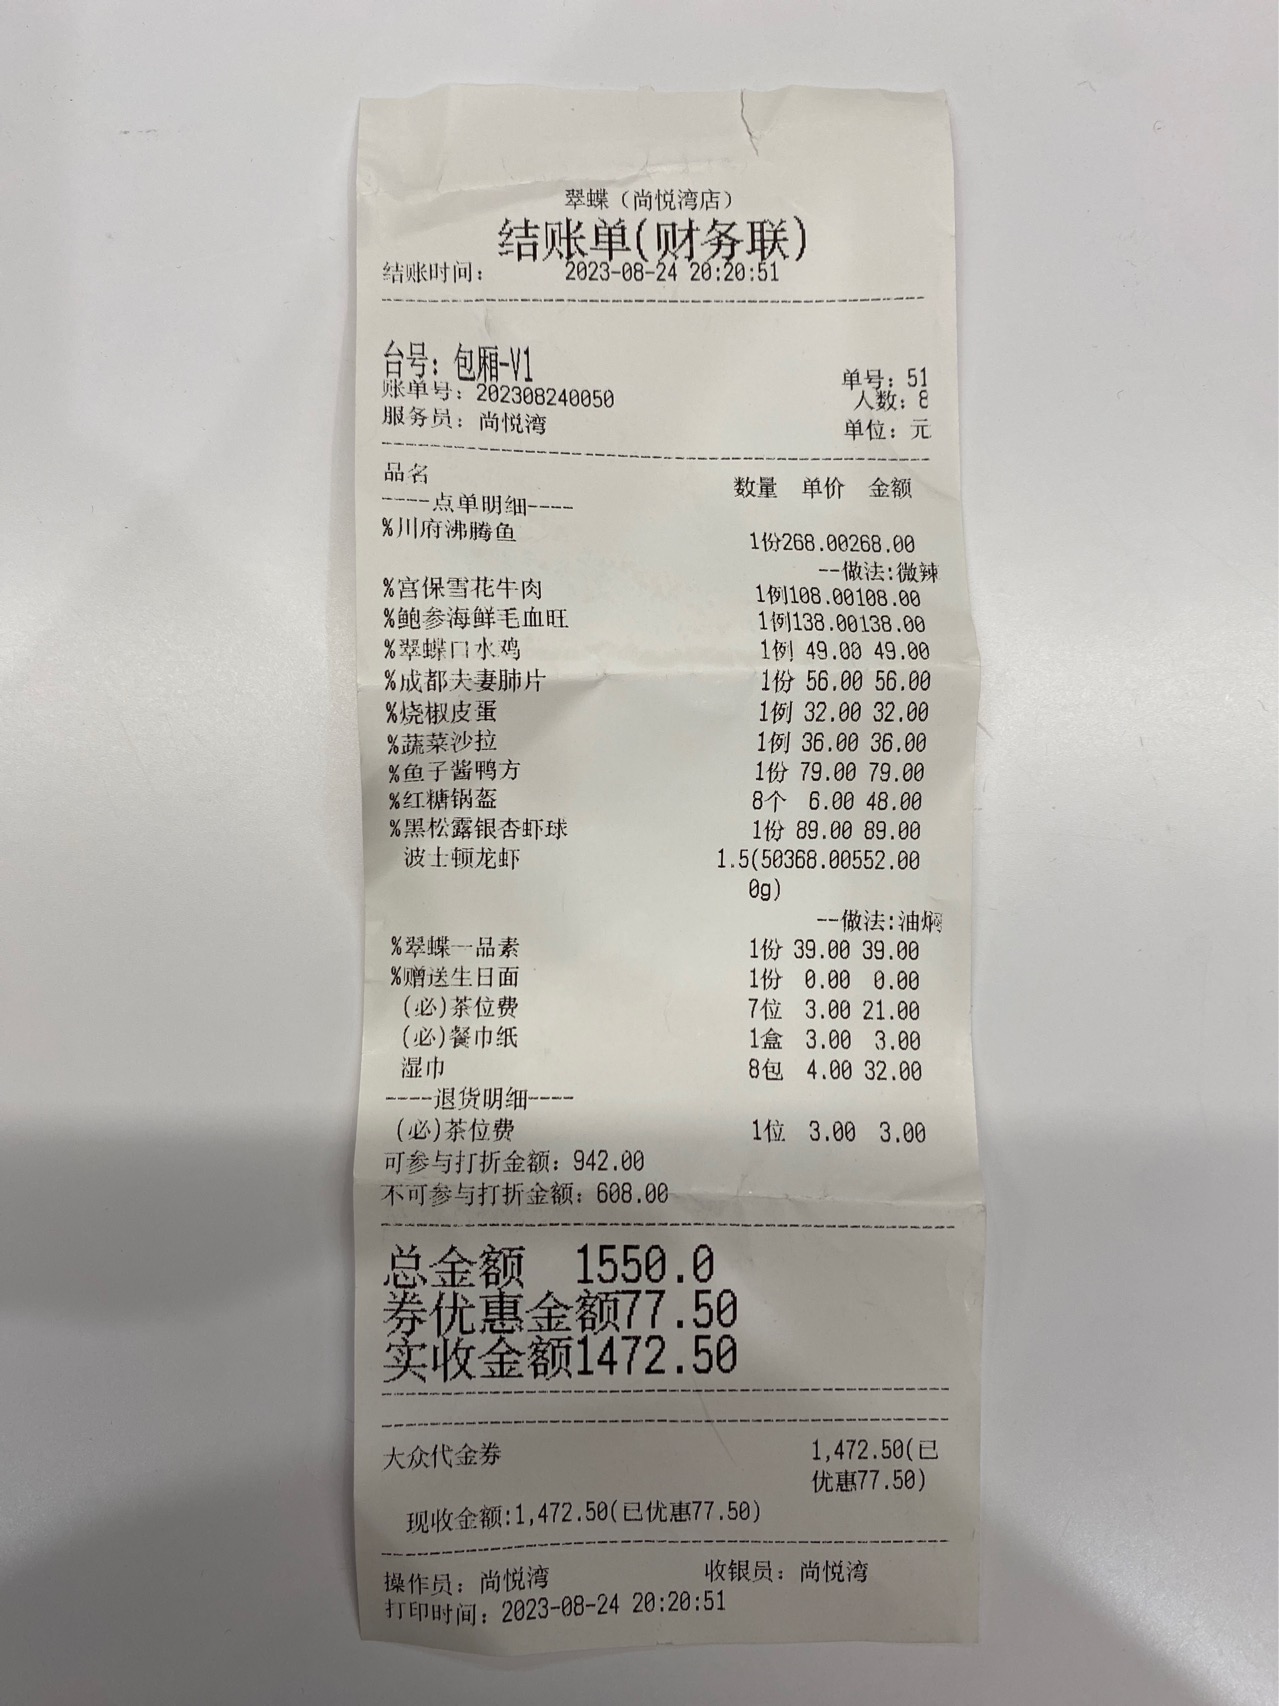 翠蝶（尚悦湾店）
结账单(财务联)
结账时间： 2023-08-24 20:20:51
台号：包厢-V1
单号：51
账单号：202308240050
人数：8
服务员：尚悦湾
单位：元
品名 数量 单价 金额
----点单明细----
%川府沸腾鱼 1份268.00268.00
--做法:微辣
%宫保雪花牛肉 1例108.00108.00
%鲍参海鲜毛血旺 1例138.00138.00
%翠蝶口水鸡 1例 49.00 49.00
%成都夫妻肺片 1份 56.00 56.00
%烧椒皮蛋 1例 32.00 32.00
%蔬菜沙拉 1例 36.00 36.00
%鱼子酱鸭方 1份 79.00 79.00
%红糖锅盔 8个 6.00 48.00
%黑松露银杏虾球 1份 89.00 89.00
波士顿龙虾 1.5(50368.00552.00
0g)
--做法:油焖
%翠蝶一品素 1份 39.00 39.00
%赠送生日面 1份 0.00 0.00
(必)茶位费 7位 3.00 21.00
(必)餐巾纸 1盒 3.00 3.00
湿巾 8包 4.00 32.00
----退货明细----
(必)茶位费 1位 3.00 3.00
可参与打折金额：942.00
不可参与打折金额：608.00
总金额 1550.0
券优惠金额77.50
实收金额1472.50
大众代金券 1,472.50(已
优惠77.50)
现收金额:1,472.50(已优惠77.50)
操作员：尚悦湾 收银员：尚悦湾
打印时间：2023-08-24 20:20:51